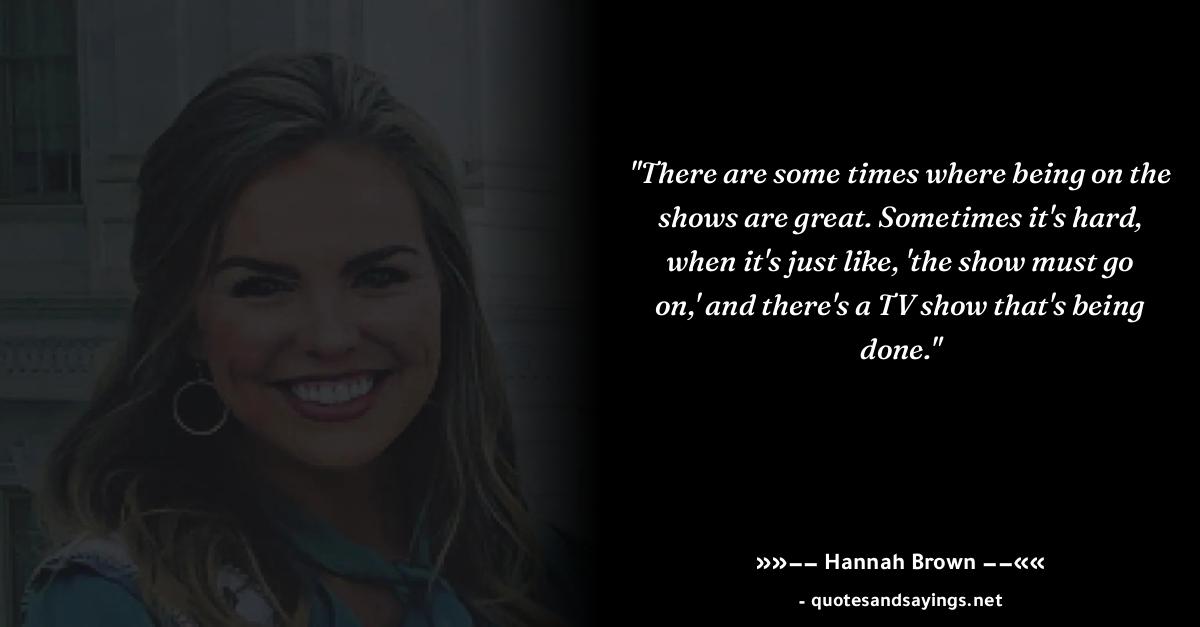 "There are some times where being on the
shows are great. Sometimes it's hard,
when it's just like, 'the show must go
on,' and there's a TV show that's being
done."
»»–– Hannah Brown ––««
- quotesandsayings.net